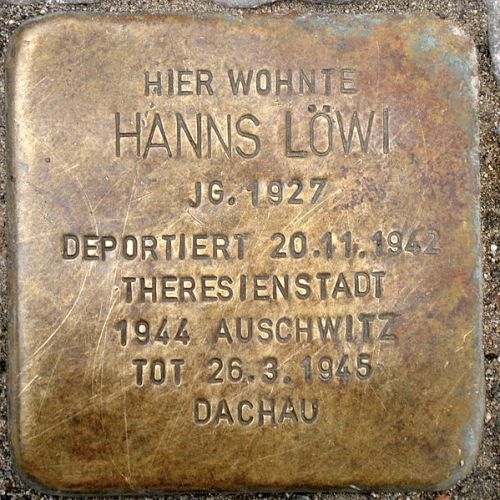 HIER WOHNTE
HANNS LÖWI
JG. 1927
DEPORTIERT 20.11.1942
THERESIENSTADT
1944 AUSCHWITZ
TOT 26.3.1945
DACHAU